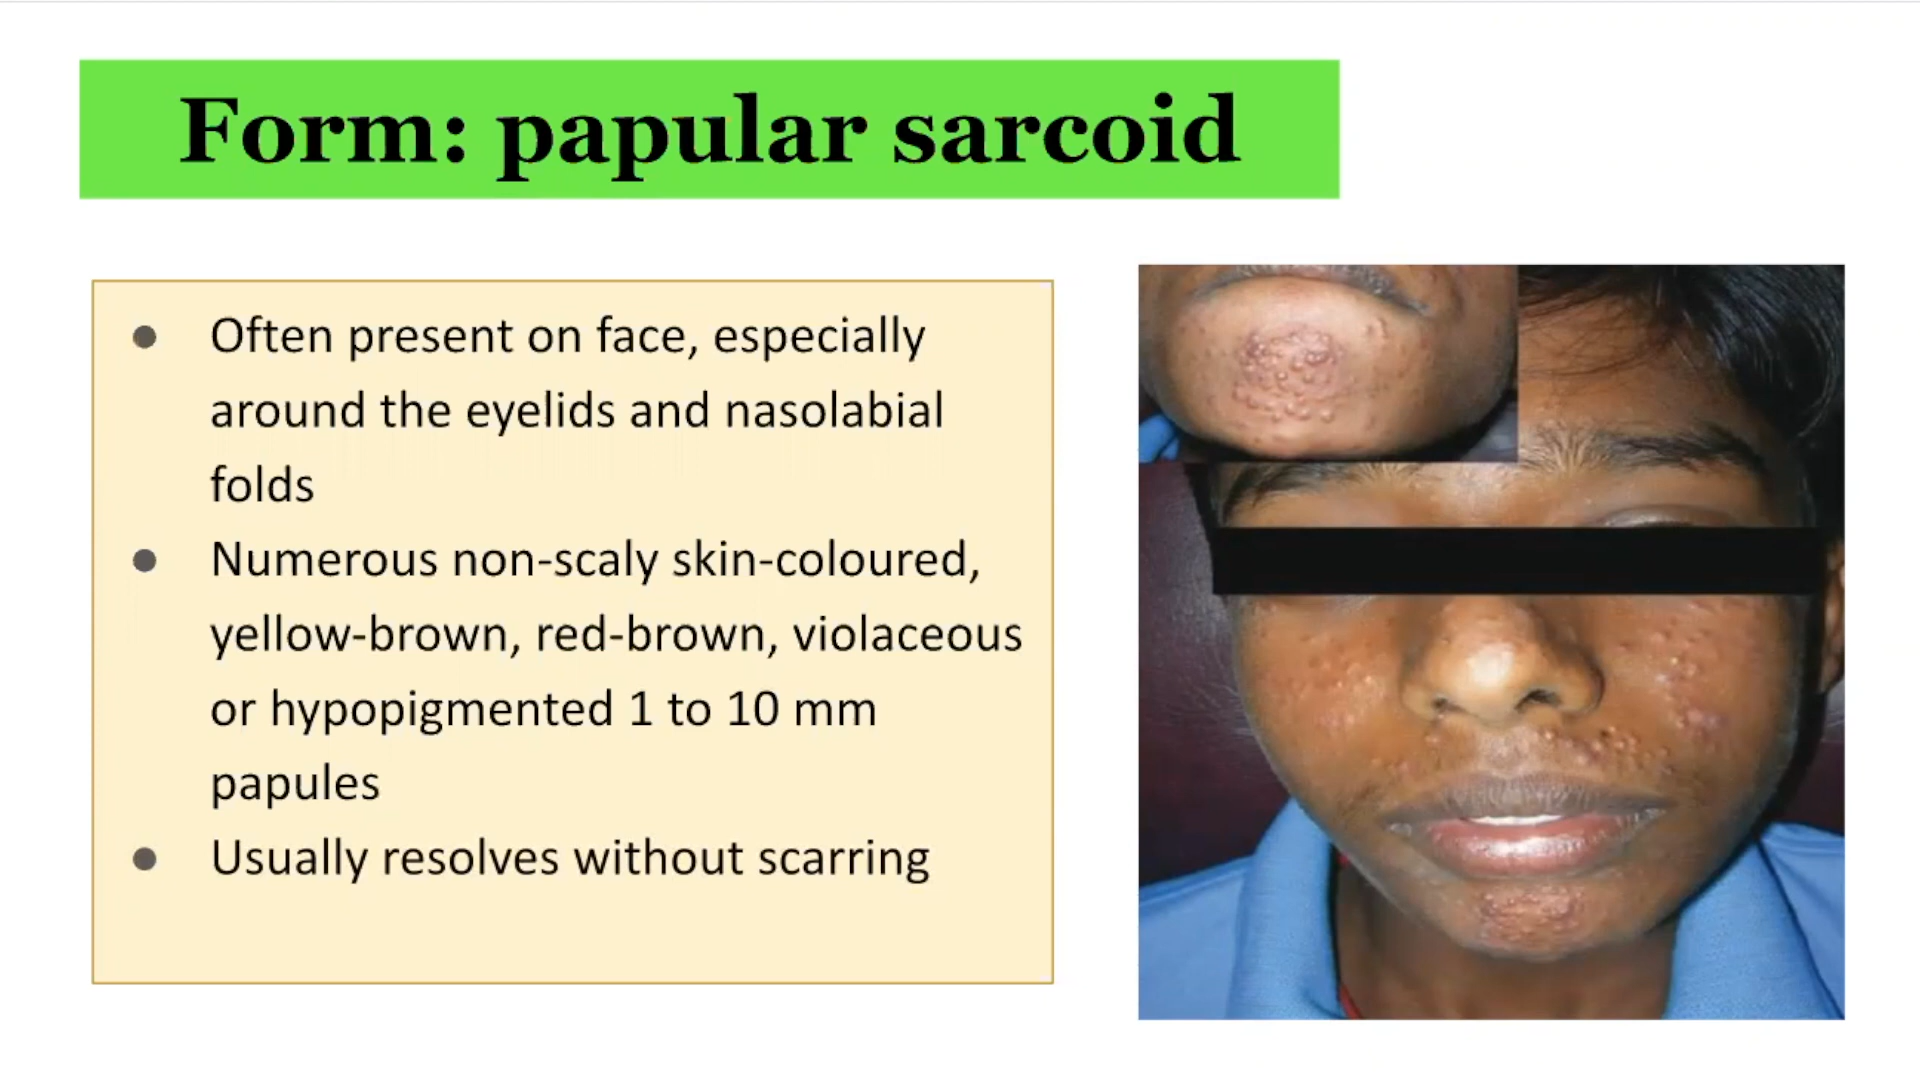 Form: papular sarcoid
● Often present on face, especially
around the eyelids and nasolabial
folds
● Numerous non-scaly skin-coloured,
yellow-brown, red-brown, violaceous
or hypopigmented 1 to 10 mm
papules
● Usually resolves without scarring